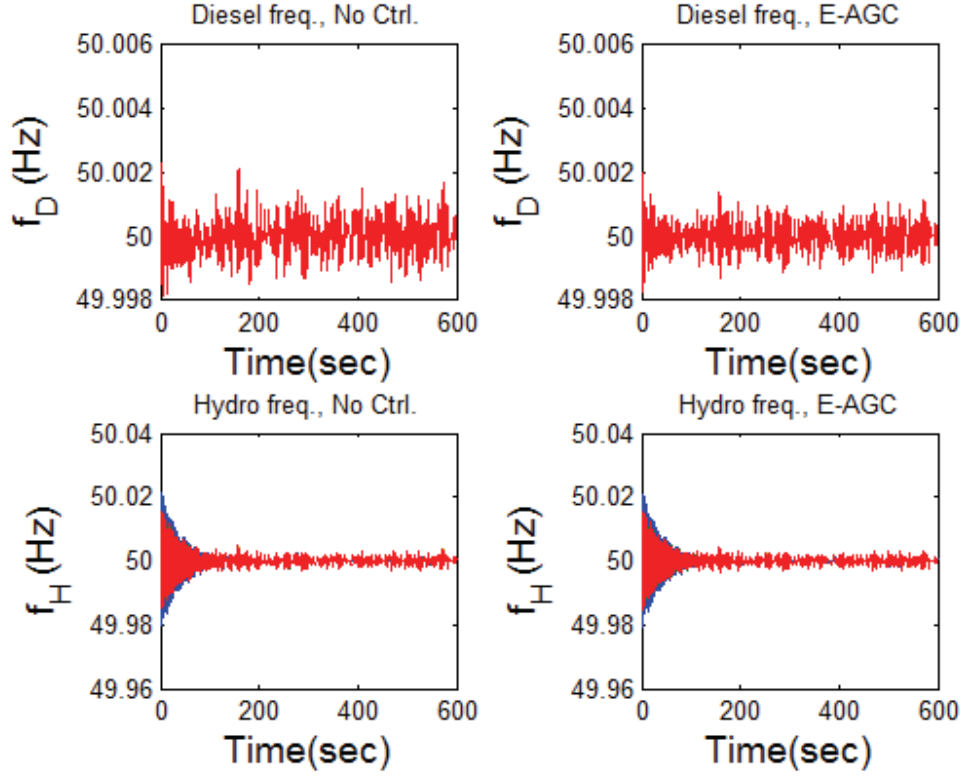 Diesel freq., No Ctrl.
50.006
50.004
50.002
50
49.998
f_D (Hz)
0 200 400 600
Time(sec)
Diesel freq., E-AGC
50.006
50.004
50.002
50
49.998
f_D (Hz)
0 200 400 600
Time(sec)
Hydro freq., No Ctrl.
50.04
50.02
50
49.98
49.96
f_H (Hz)
0 200 400 600
Time(sec)
Hydro freq., E-AGC
50.04
50.02
50
49.98
49.96
f_H (Hz)
0 200 400 600
Time(sec)